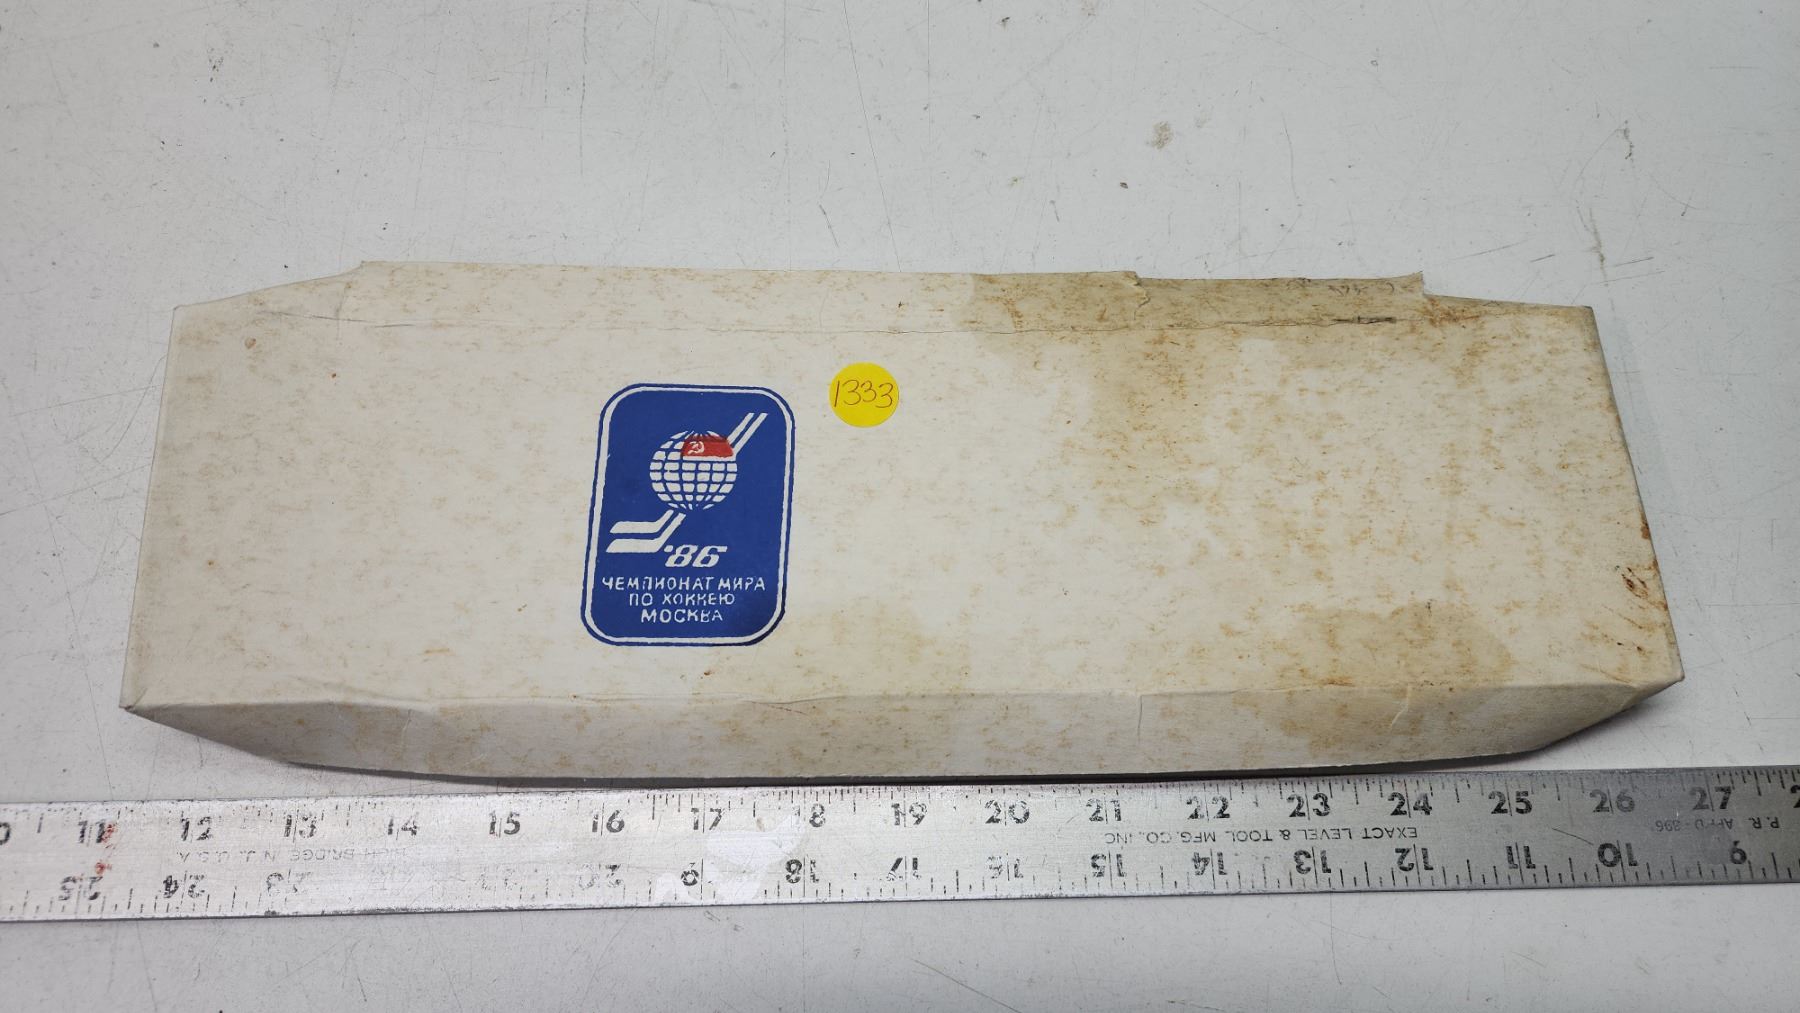 1333
'86
ЧЕМПИОНАТ МИРА
ПО ХОККЕЮ
МОСКВА
11 12 13 14 15 16 17 18 19 20 21 22 23 24 25 26 27
EXACT LEVEL & TOOL MFG. CO., INC
HIGH BRIDGE, N.J. U.S.A.
25 24 23 20 18 17 16 15 14 13 12 11 10 9